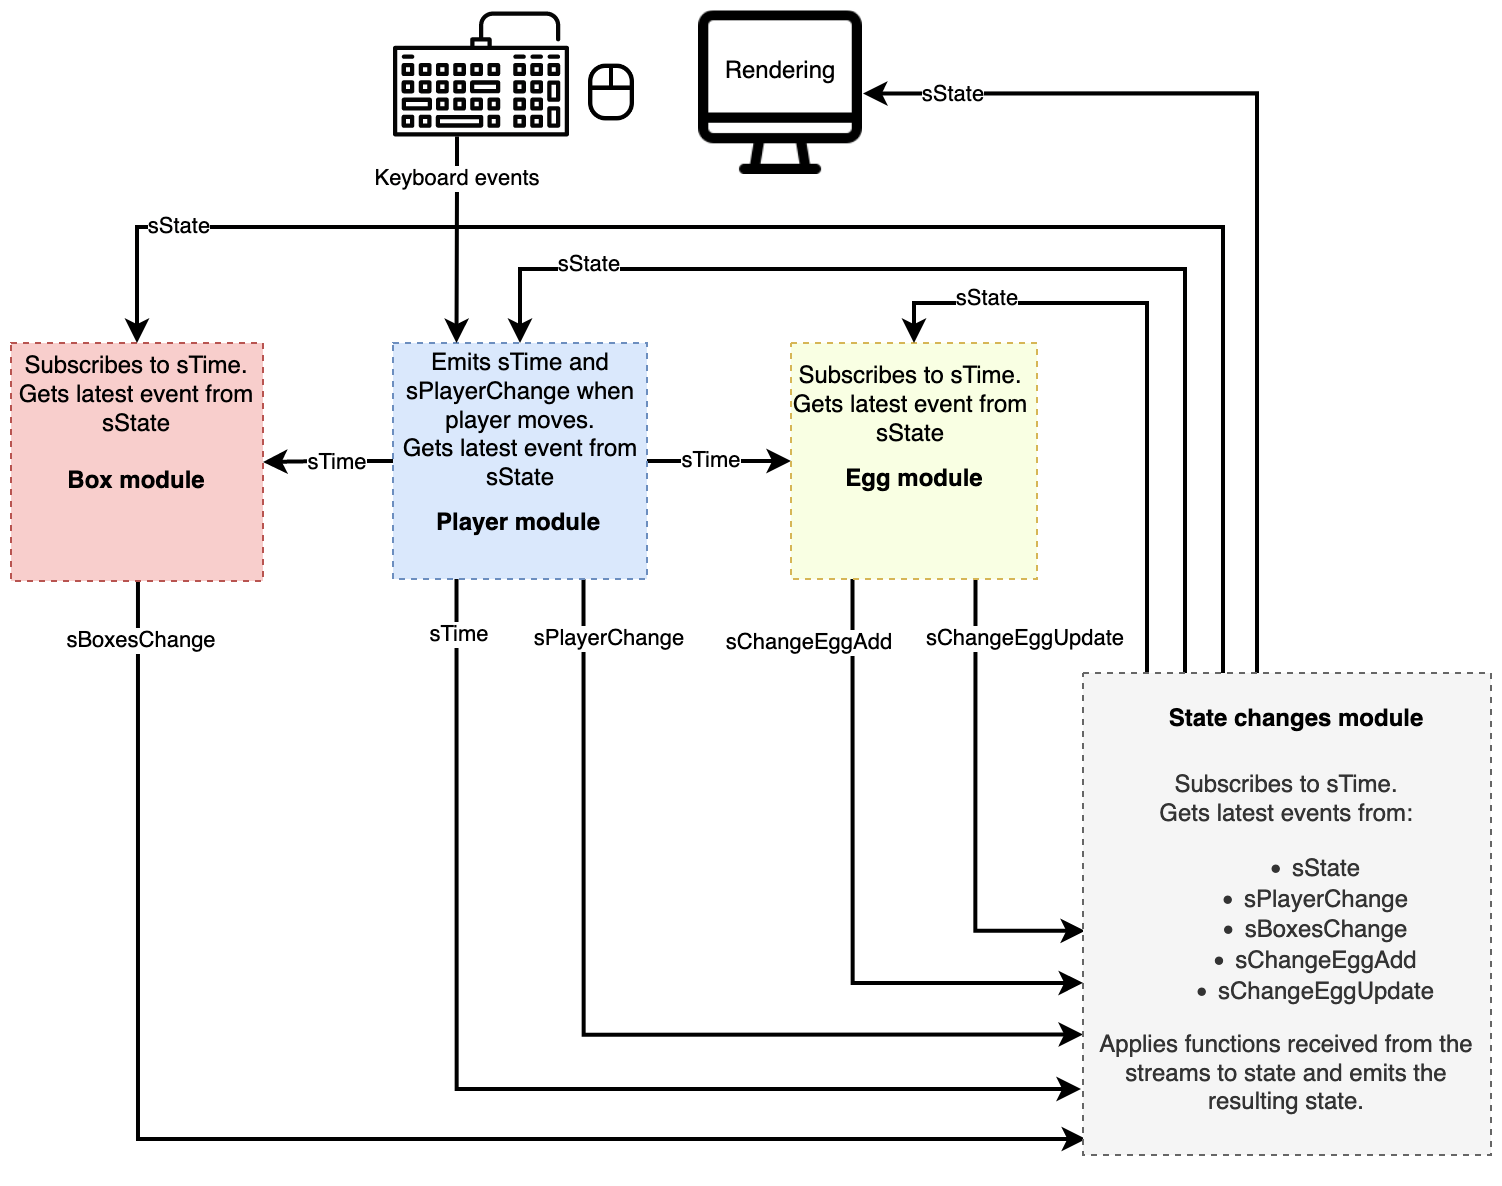 Rendering
sState
Keyboard events
sState
sState
sState
Subscribes to sTime.
Gets latest event from
sState
Box module
sTime
Emits sTime and
sPlayerChange when
player moves.
Gets latest event from
sState
Player module
sTime
Subscribes to sTime.
Gets latest event from
sState
Egg module
sBoxesChange
sTime
sPlayerChange
sChangeEggAdd
sChangeEggUpdate
State changes module
Subscribes to sTime.
Gets latest events from:
• sState
• sPlayerChange
• sBoxesChange
• sChangeEggAdd
• sChangeEggUpdate
Applies functions received from the
streams to state and emits the
resulting state.